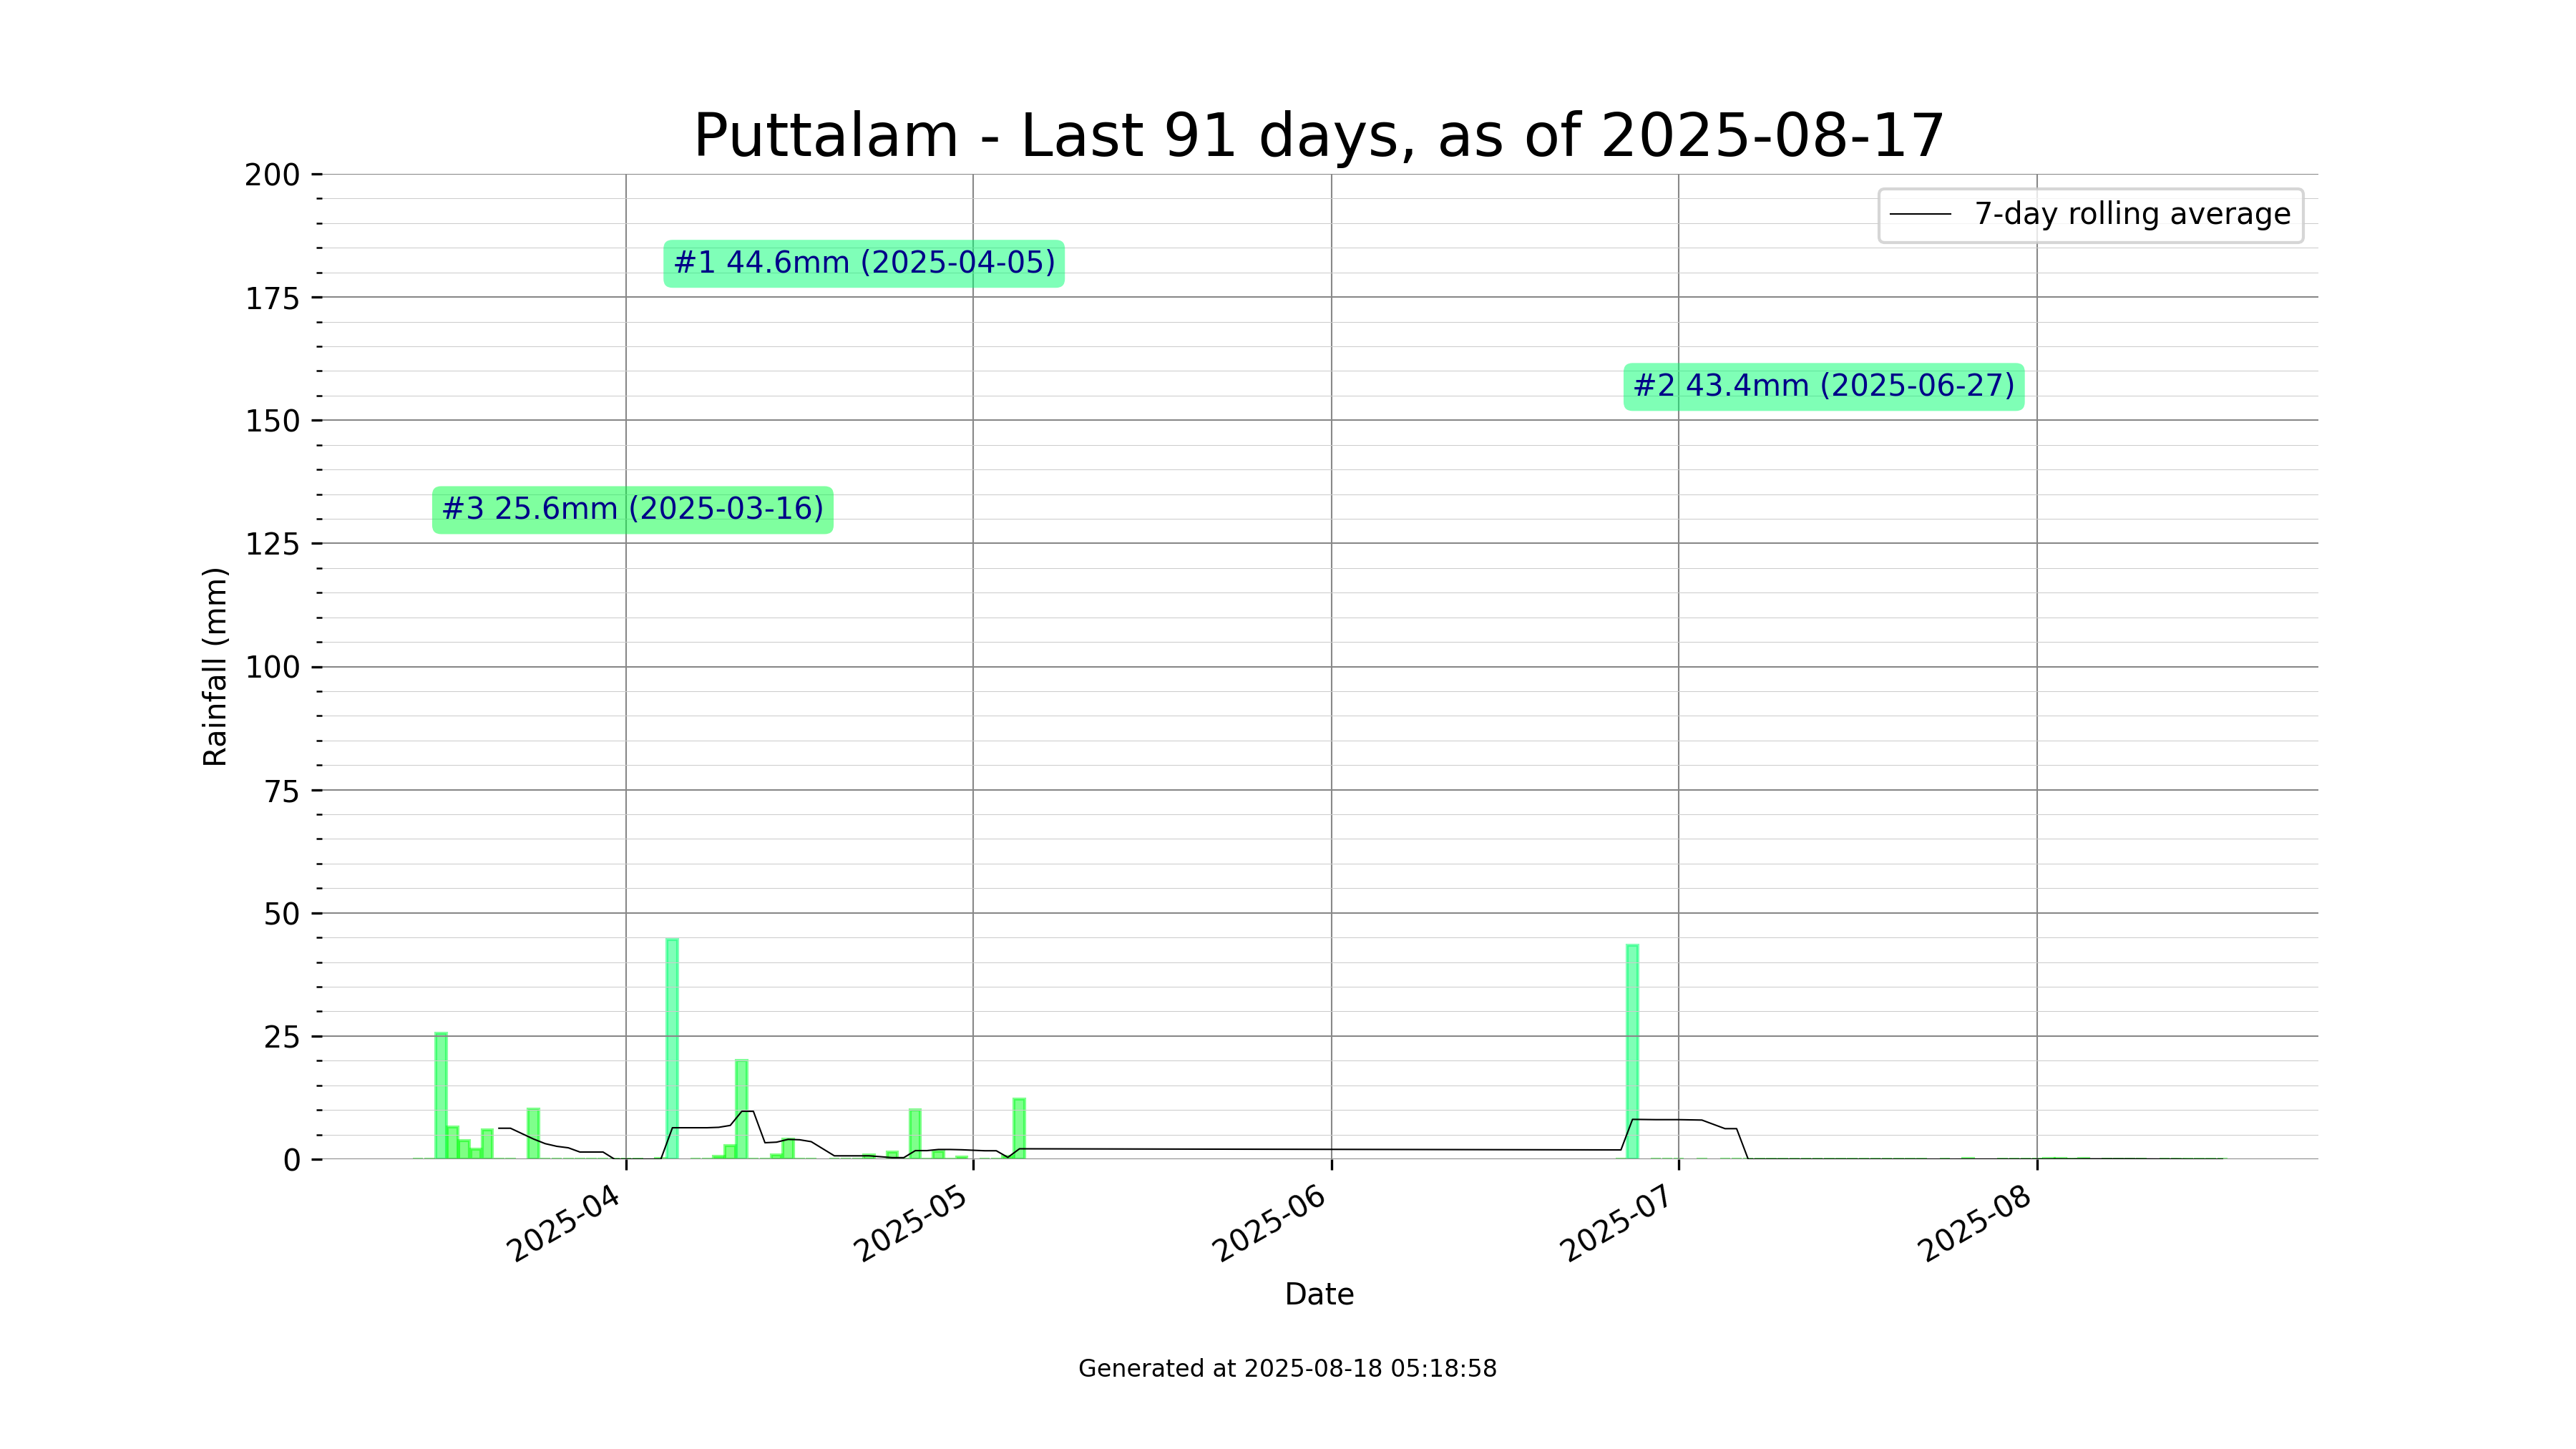 Puttalam - Last 91 days, as of 2025-08-17
200
175
150
125
100
75
50
25
0
Rainfall (mm)
7-day rolling average
#1 44.6mm (2025-04-05)
#2 43.4mm (2025-06-27)
#3 25.6mm (2025-03-16)
2025-04
2025-05
2025-06
2025-07
2025-08
Date
Generated at 2025-08-18 05:18:58